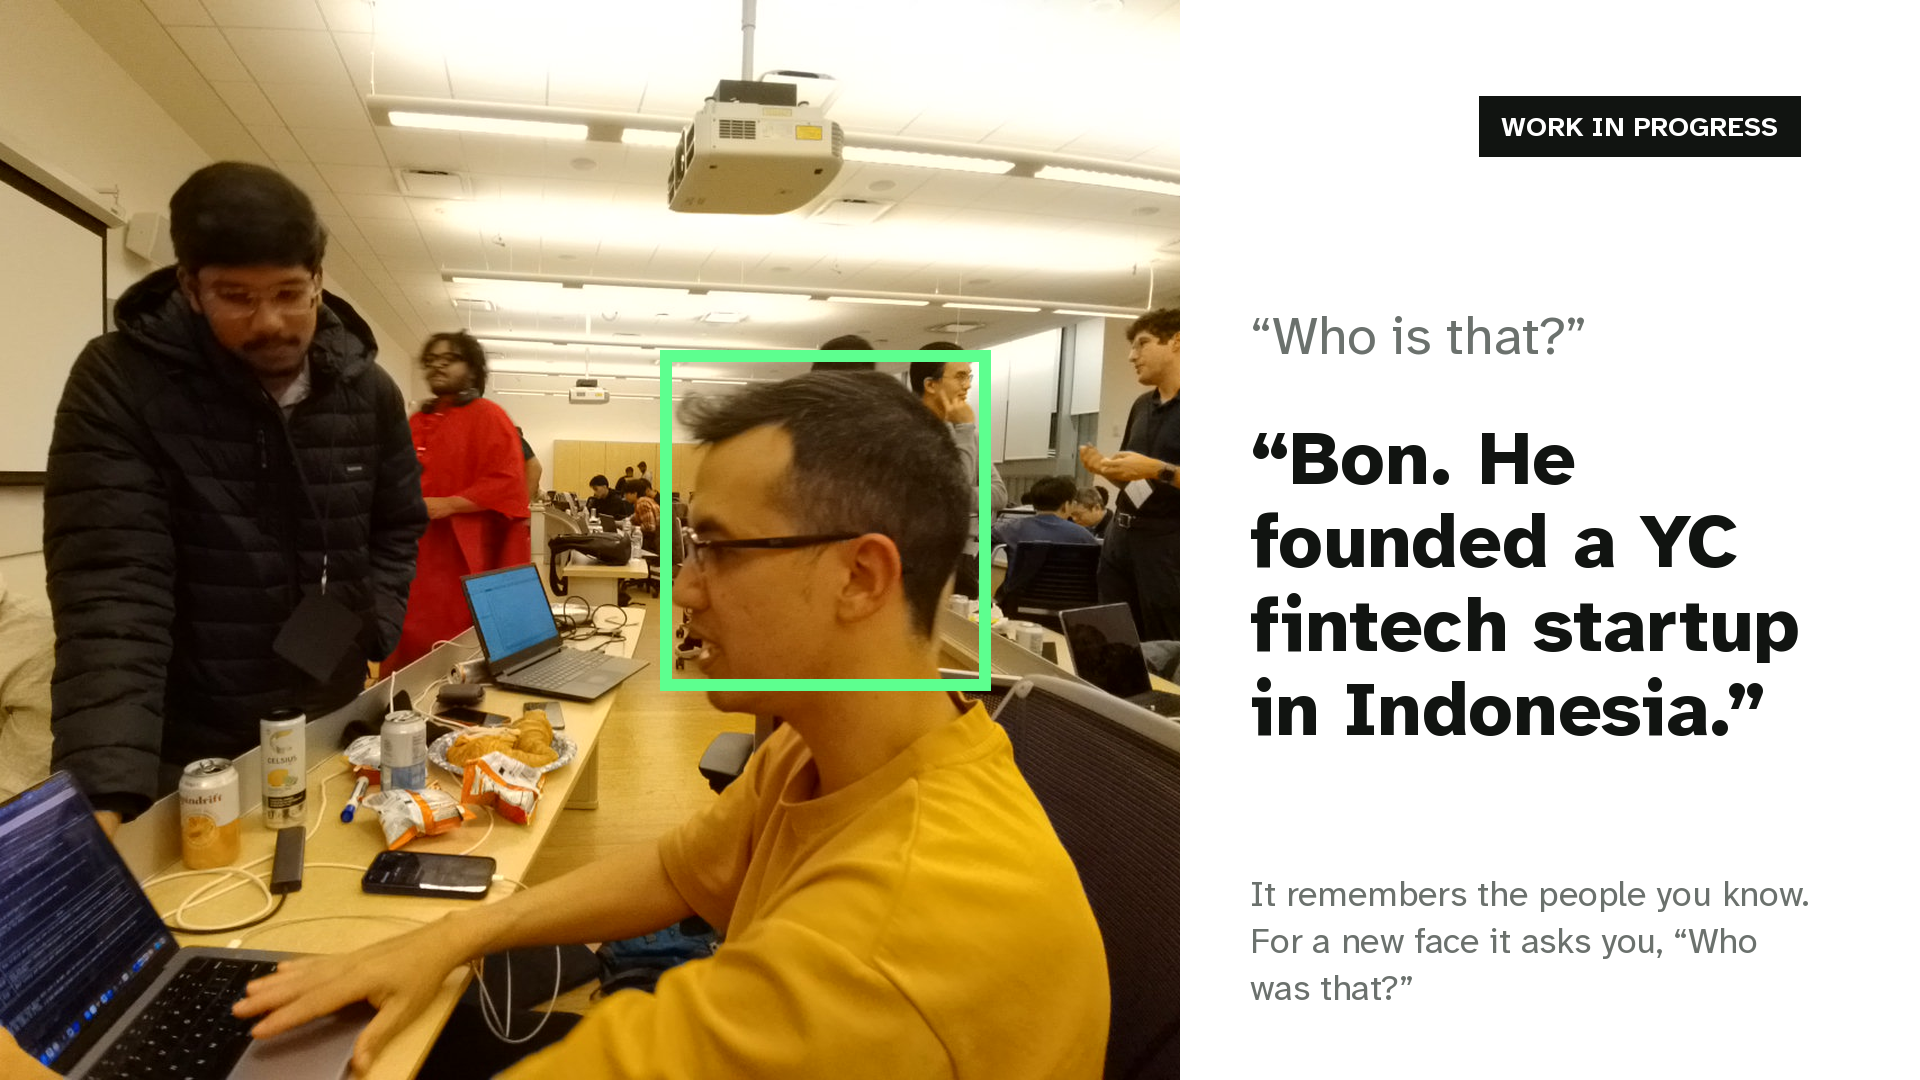 WORK IN PROGRESS
“Who is that?”
“Bon. He
founded a YC
fintech startup
in Indonesia.”
It remembers the people you know.
For a new face it asks you, “Who
was that?”
CELSIUS
spindrift